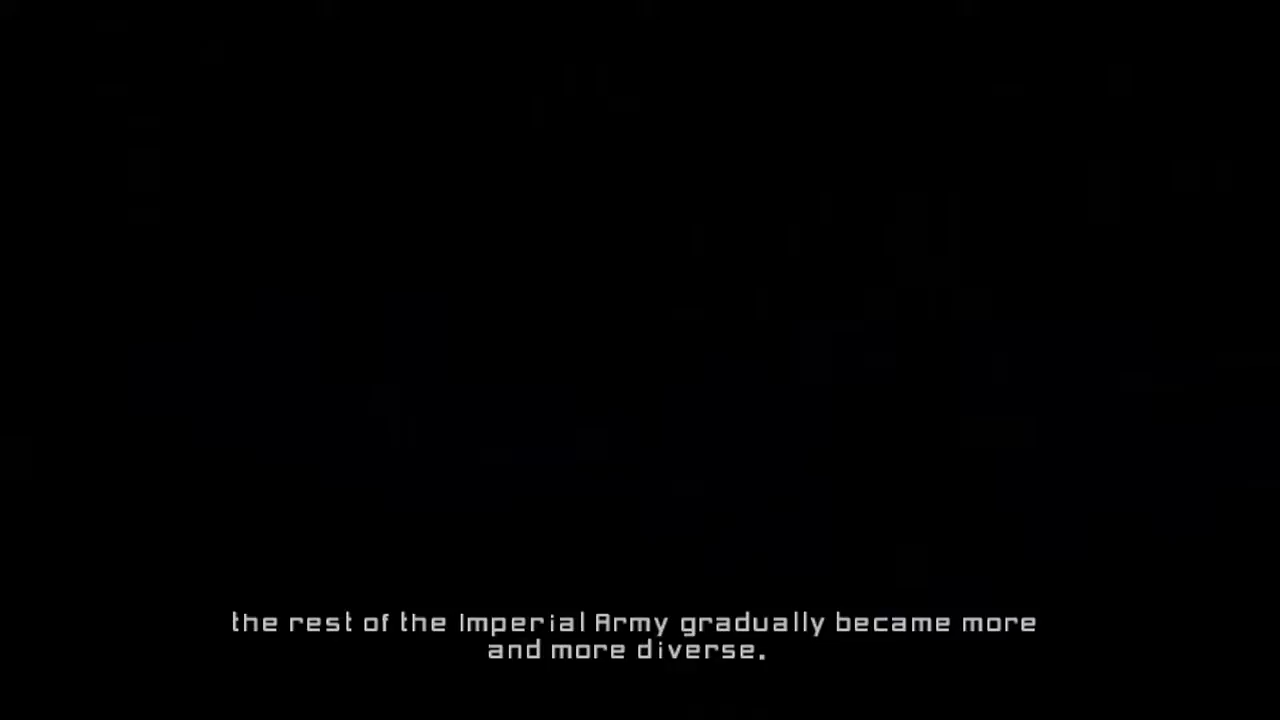 the rest of the Imperial Army gradually became more
and more diverse.